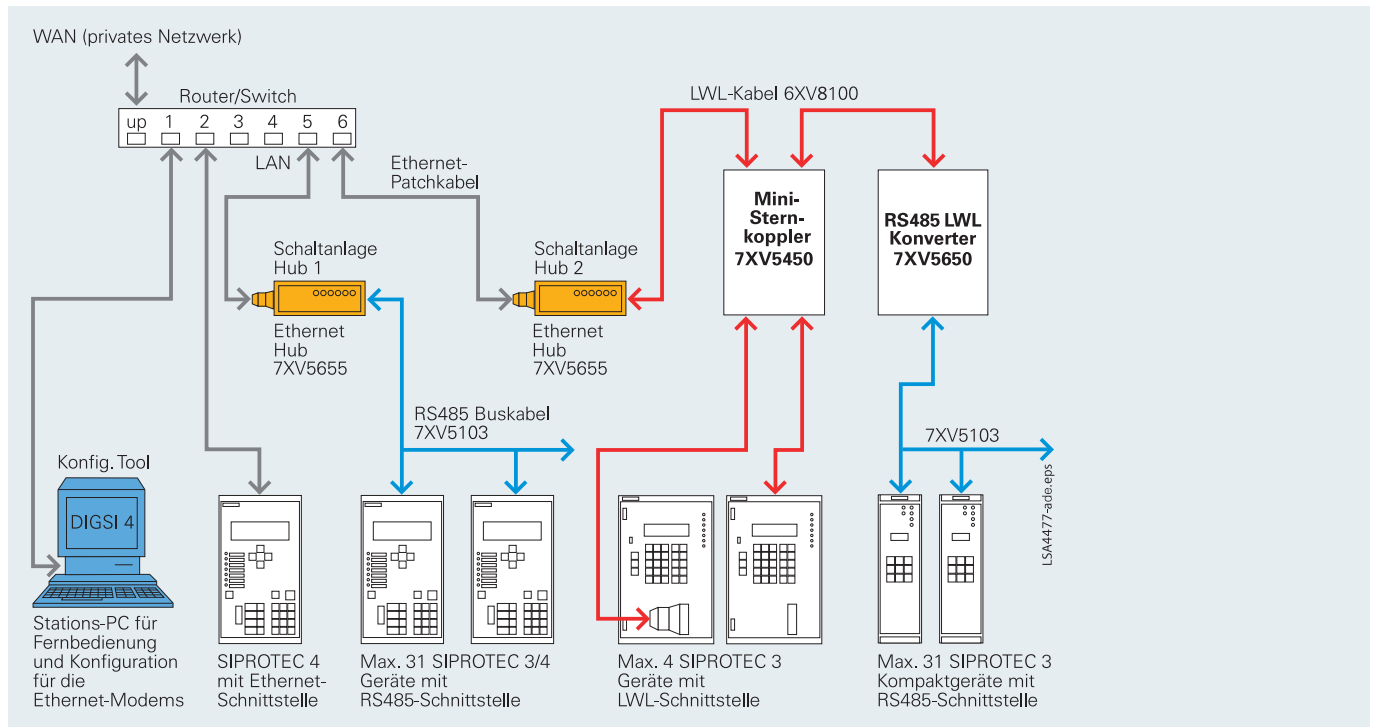 WAN (privates Netzwerk)
Router/Switch
up 1 2 3 4 5 6
LAN
Ethernet-
Patchkabel
LWL-Kabel 6XV8100
Mini-
Stern-
koppler
7XV5450
RS485 LWL
Konverter
7XV5650
Schaltanlage
Hub 1
Ethernet
Hub
7XV5655
Schaltanlage
Hub 2
Ethernet
Hub
7XV5655
RS485 Buskabel
7XV5103
7XV5103
LSA4477-ade.eps
Konfig. Tool
DIGSI 4
Stations-PC für
Fernbedienung
und Konfiguration
für die
Ethernet-Modems
SIPROTEC 4
mit Ethernet-
Schnittstelle
Max. 31 SIPROTEC 3/4
Geräte mit
RS485-Schnittstelle
Max. 4 SIPROTEC 3
Geräte mit
LWL-Schnittstelle
Max. 31 SIPROTEC 3
Kompaktgeräte mit
RS485-Schnittstelle